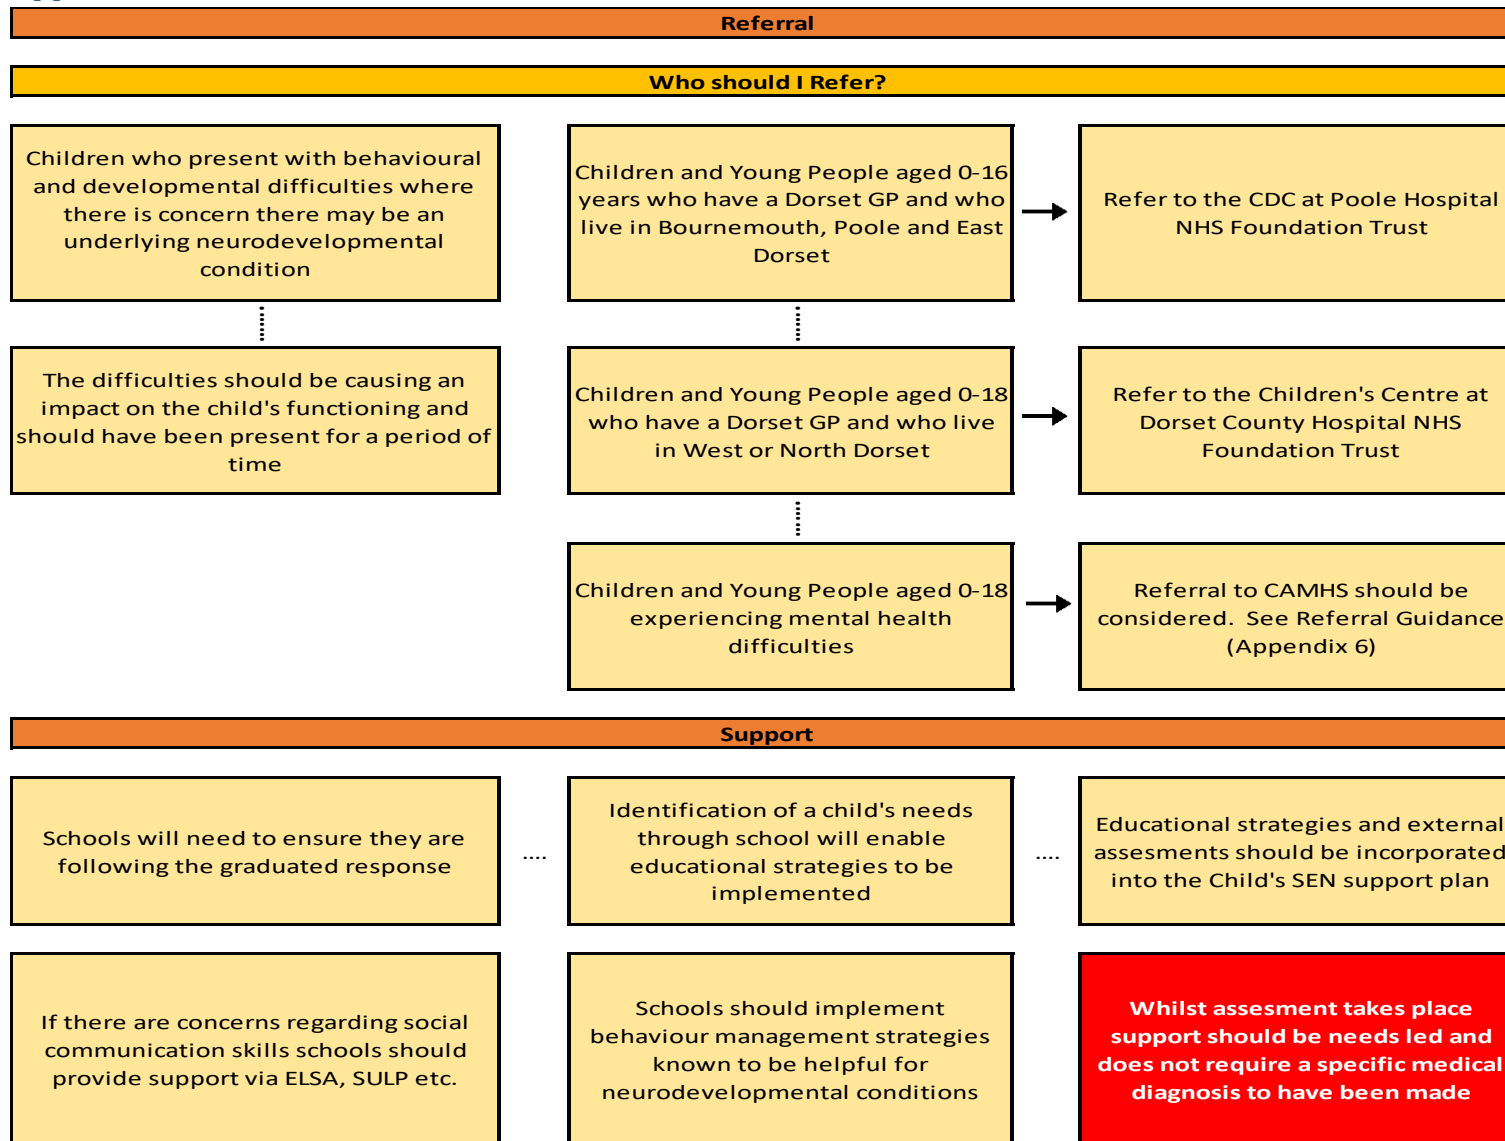 Referral
Who should I Refer?
Children who present with behavioural
and developmental difficulties where
there is concern there may be an
underlying neurodevelopmental
condition
Children and Young People aged 0-16
years who have a Dorset GP and who
live in Bournemouth, Poole and East
Dorset
Refer to the CDC at Poole Hospital
NHS Foundation Trust
The difficulties should be causing an
impact on the child's functioning and
should have been present for a period of
time
Children and Young People aged 0-18
who have a Dorset GP and who live
in West or North Dorset
Refer to the Children's Centre at
Dorset County Hospital NHS
Foundation Trust
Children and Young People aged 0-18
experiencing mental health
difficulties
Referral to CAMHS should be
considered. See Referral Guidance
(Appendix 6)
Support
Schools will need to ensure they are
following the graduated response
....
Identification of a child's needs
through school will enable
educational strategies to be
implemented
....
Educational strategies and external
assesments should be incorporated
into the Child's SEN support plan
If there are concerns regarding social
communication skills schools should
provide support via ELSA, SULP etc.
Schools should implement
behaviour management strategies
known to be helpful for
neurodevelopmental conditions
Whilst assesment takes place
support should be needs led and
does not require a specific medical
diagnosis to have been made